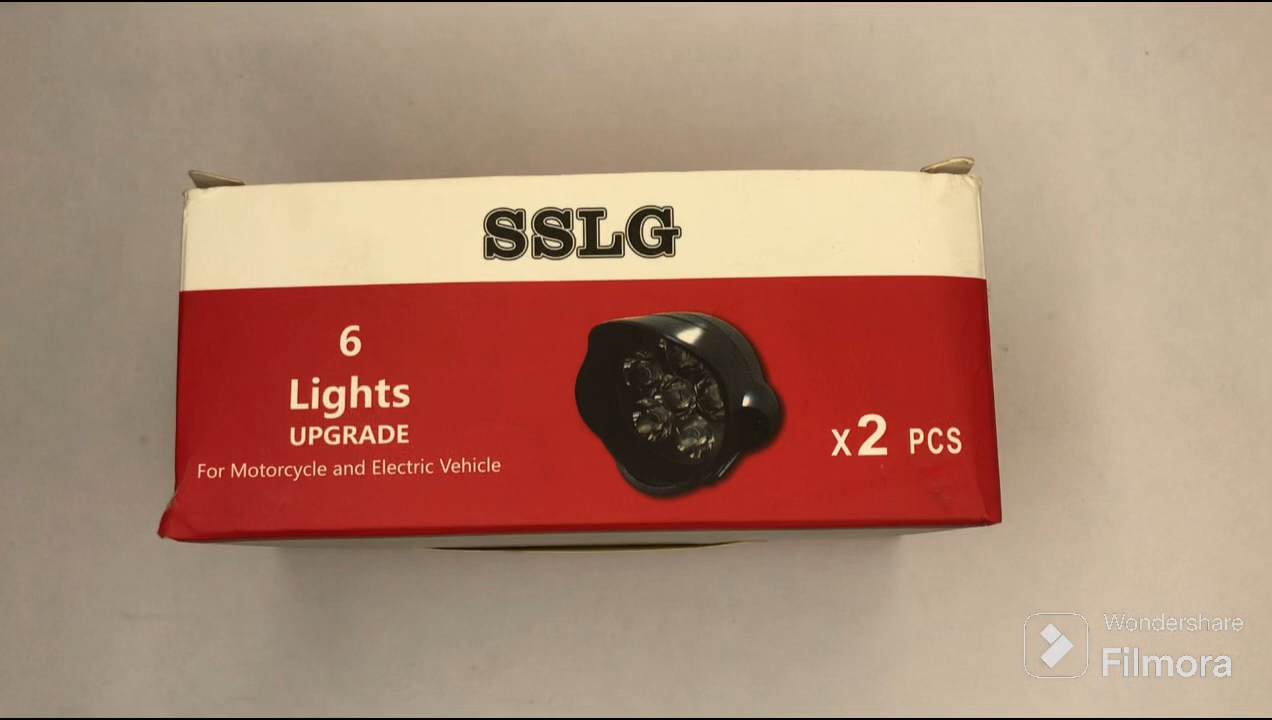 SSLG
6
Lights
UPGRADE
For Motorcycle and Electric Vehicle
x2 PCS
Wondershare
Filmora